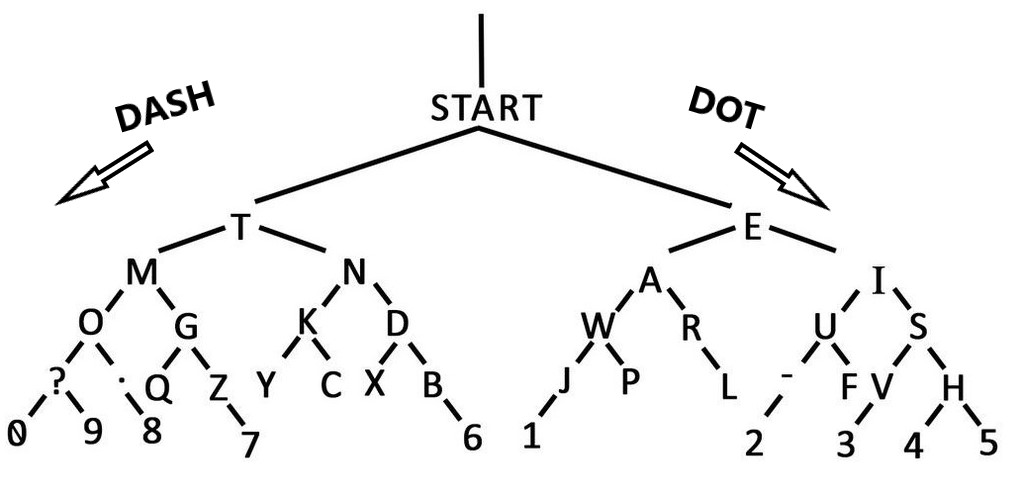 START
DASH
DOT
T E
M N A I
O G K D W R U S
? . Q Z Y C X B J P L - F V H
0 9 8 7 6 1 2 3 4 5